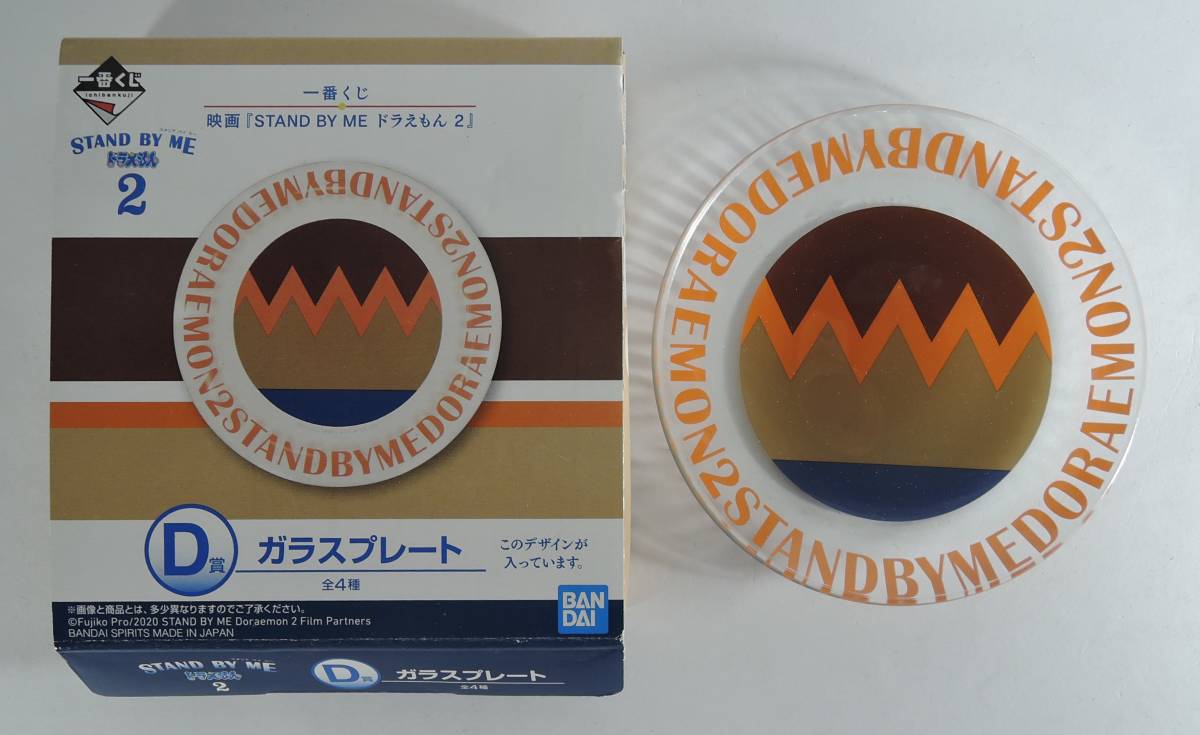 一番くじ
ichibankuji
STAND BY ME
ドラえもん
2
一番くじ
映画『STAND BY ME ドラえもん 2』
STANDBYMEDORAEMON2STANDBYMEDORAEMON2
D賞
ガラスプレート
全4種
このデザインが
入っています。
※画像と商品とは、多少異なりますのでご了承ください。
©Fujiko Pro/2020 STAND BY ME Doraemon 2 Film Partners
BANDAI SPIRITS MADE IN JAPAN
BAN
DAI
STAND BY ME
ドラえもん
2
D賞
ガラスプレート
全4種
STANDBYMEDORAEMON2STANDBYMEDORAEMON2